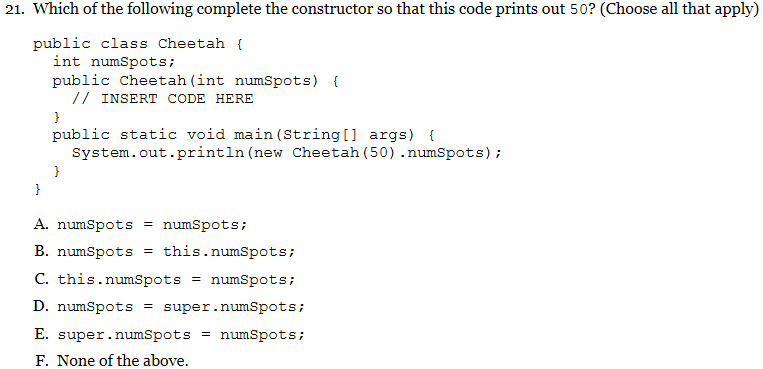 21. Which of the following complete the constructor so that this code prints out 50? (Choose all that apply)
public class Cheetah {
int numSpots;
public Cheetah(int numSpots) {
// INSERT CODE HERE
}
public static void main(String[] args) {
System.out.println(new Cheetah(50).numSpots);
}
}
A. numSpots = numSpots;
B. numSpots = this.numSpots;
C. this.numSpots = numSpots;
D. numSpots = super.numSpots;
E. super.numSpots = numSpots;
F. None of the above.